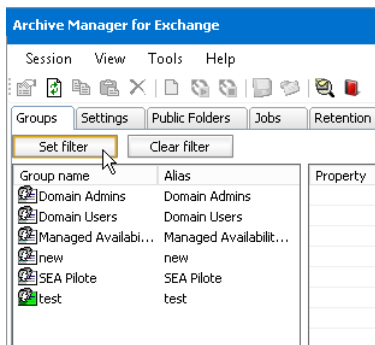 Archive Manager for Exchange
Session View Tools Help
Groups Settings Public Folders Jobs Retention
Set filter Clear filter
Group name Alias Property
Domain Admins Domain Admins
Domain Users Domain Users
Managed Availabi... Managed Availabilit...
new new
SEA Pilote SEA Pilote
test test